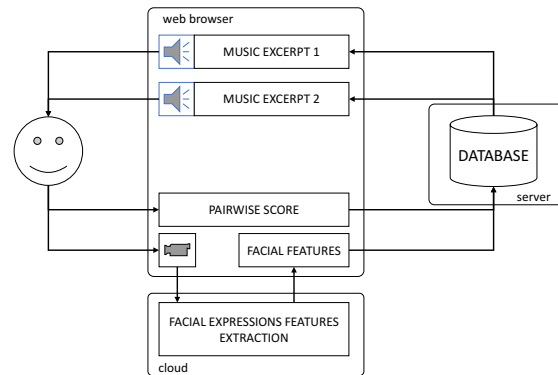 web browser
MUSIC EXCERPT 1
MUSIC EXCERPT 2
DATABASE
server
PAIRWISE SCORE
FACIAL FEATURES
FACIAL EXPRESSIONS FEATURES
EXTRACTION
cloud